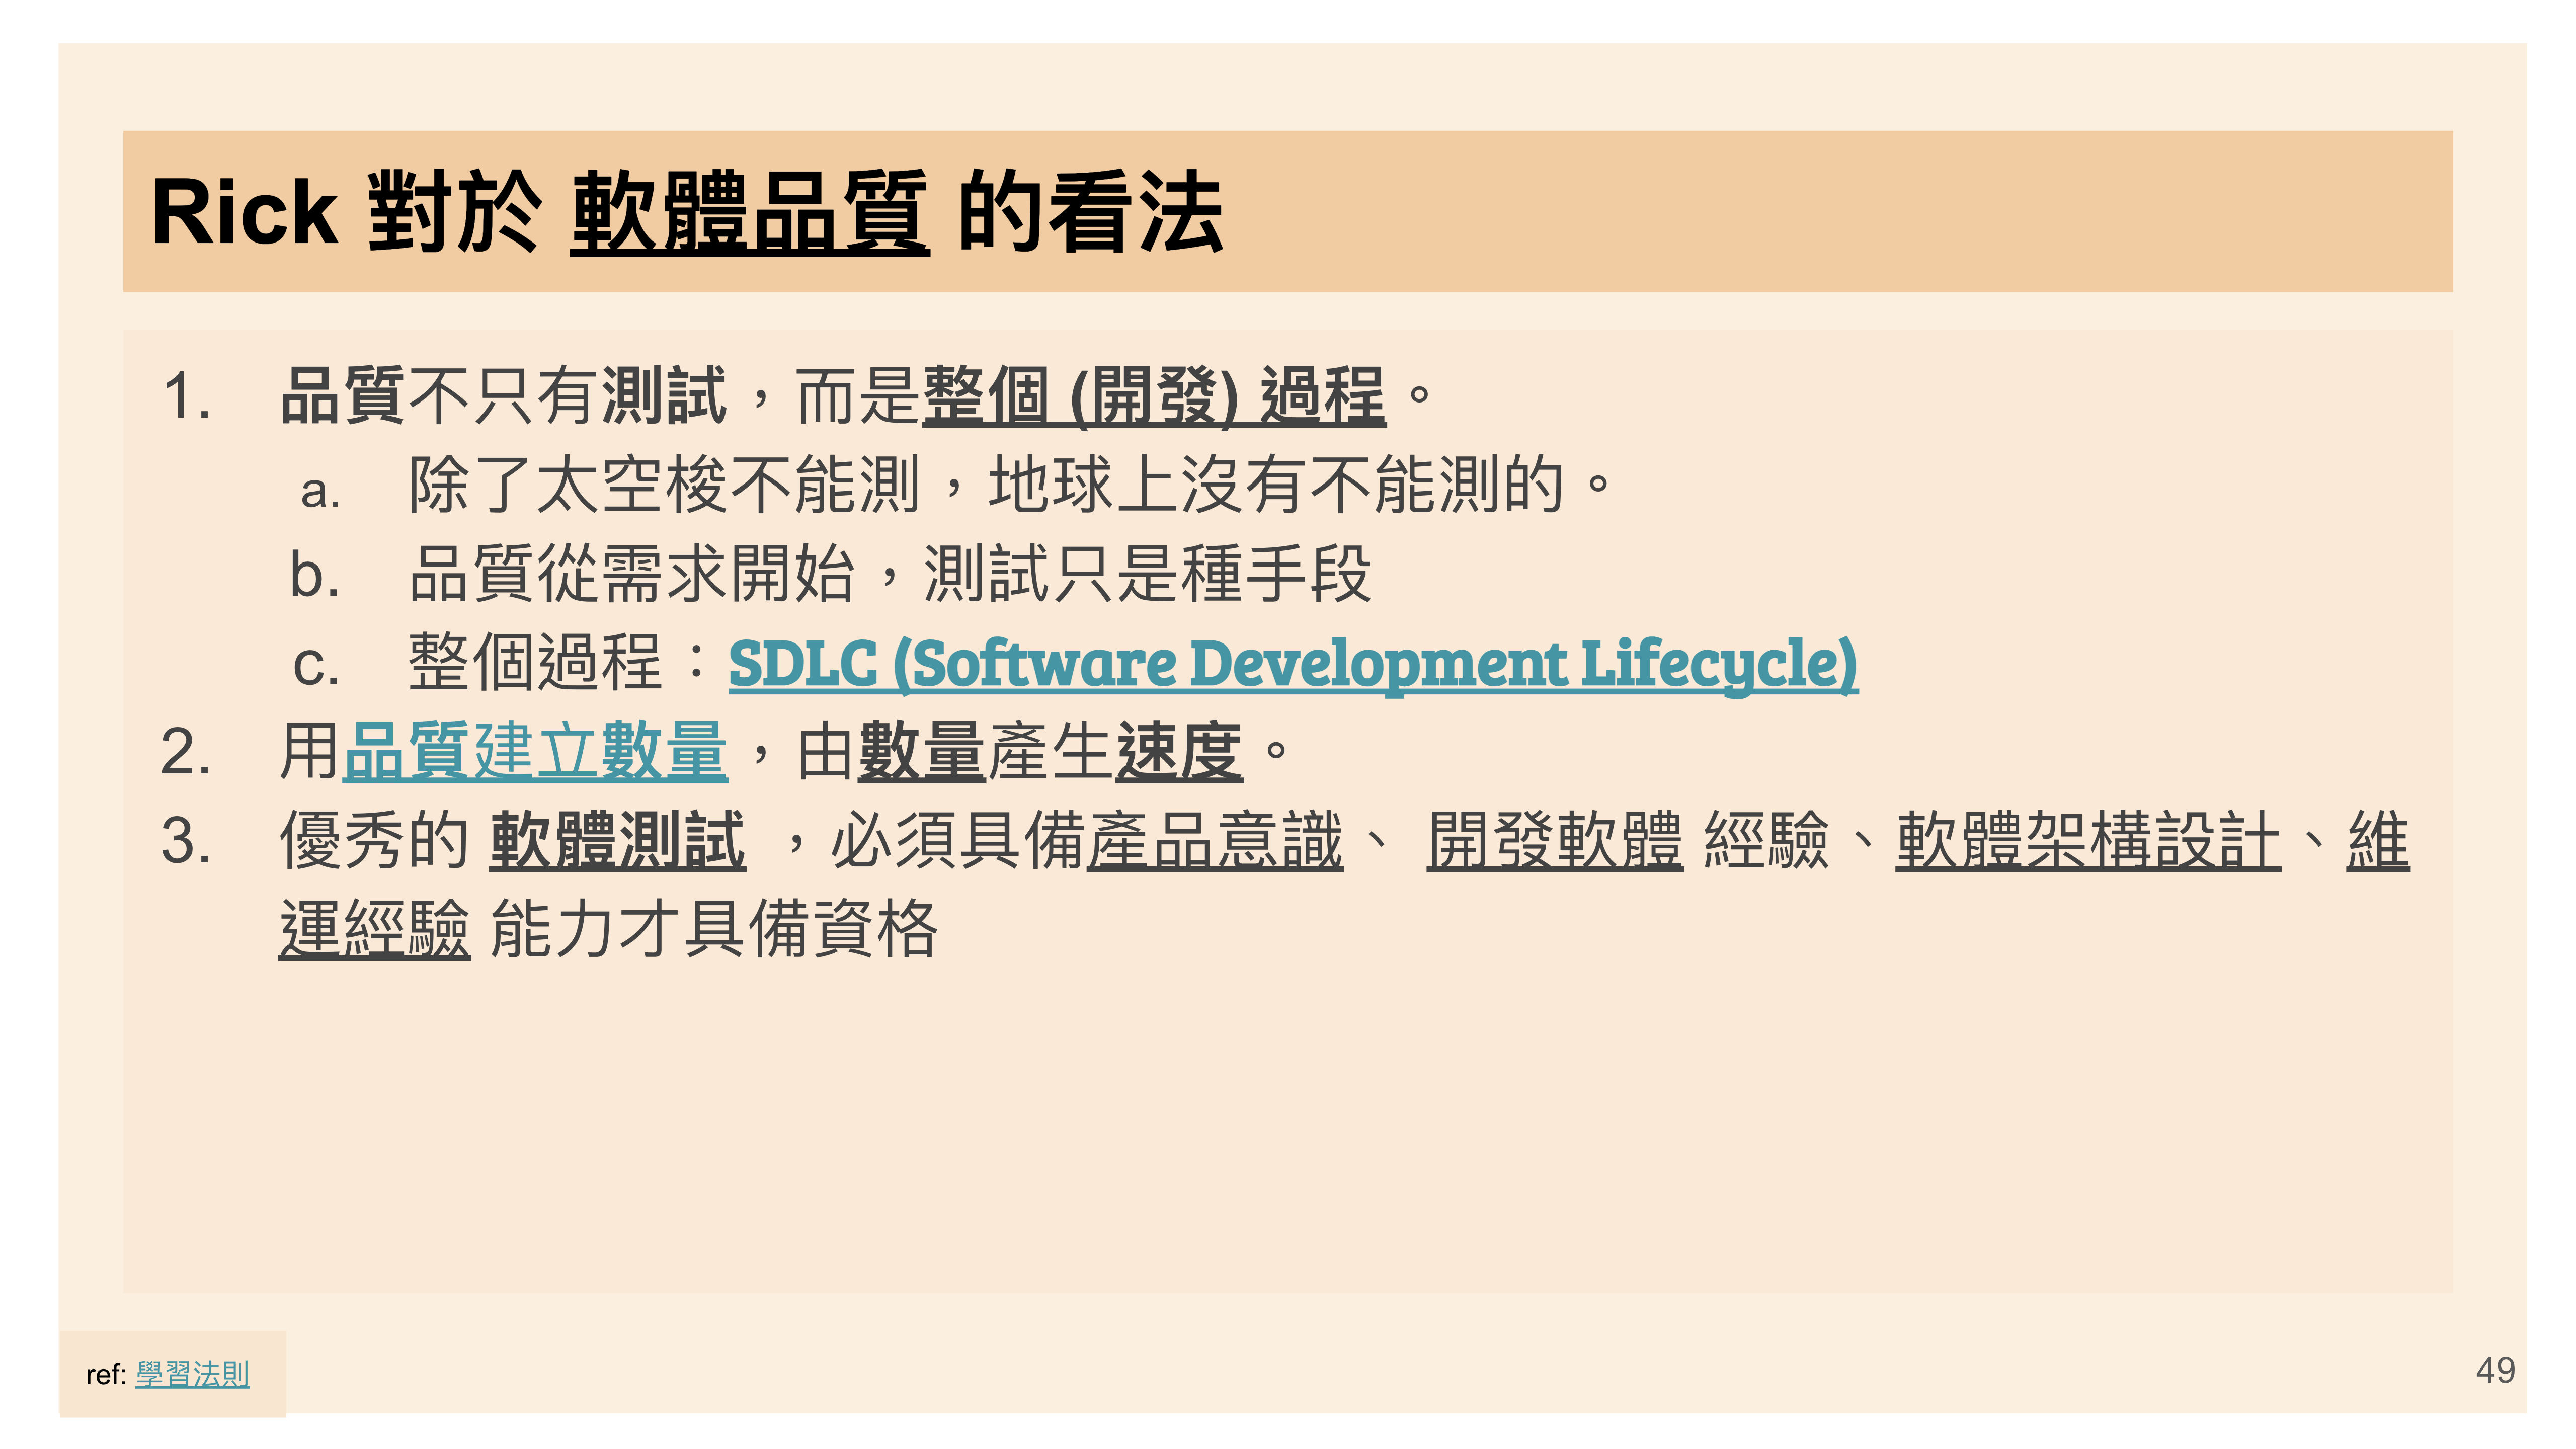 Rick 對於 軟體品質 的看法
1. 品質不只有測試，而是整個 (開發) 過程。
a. 除了太空梭不能測，地球上沒有不能測的。
b. 品質從需求開始，測試只是種手段
c. 整個過程：SDLC (Software Development Lifecycle)
2. 用品質建立數量，由數量產生速度。
3. 優秀的 軟體測試 ，必須具備產品意識、 開發軟體 經驗、軟體架構設計、維
運經驗 能力才具備資格
ref: 學習法則
49